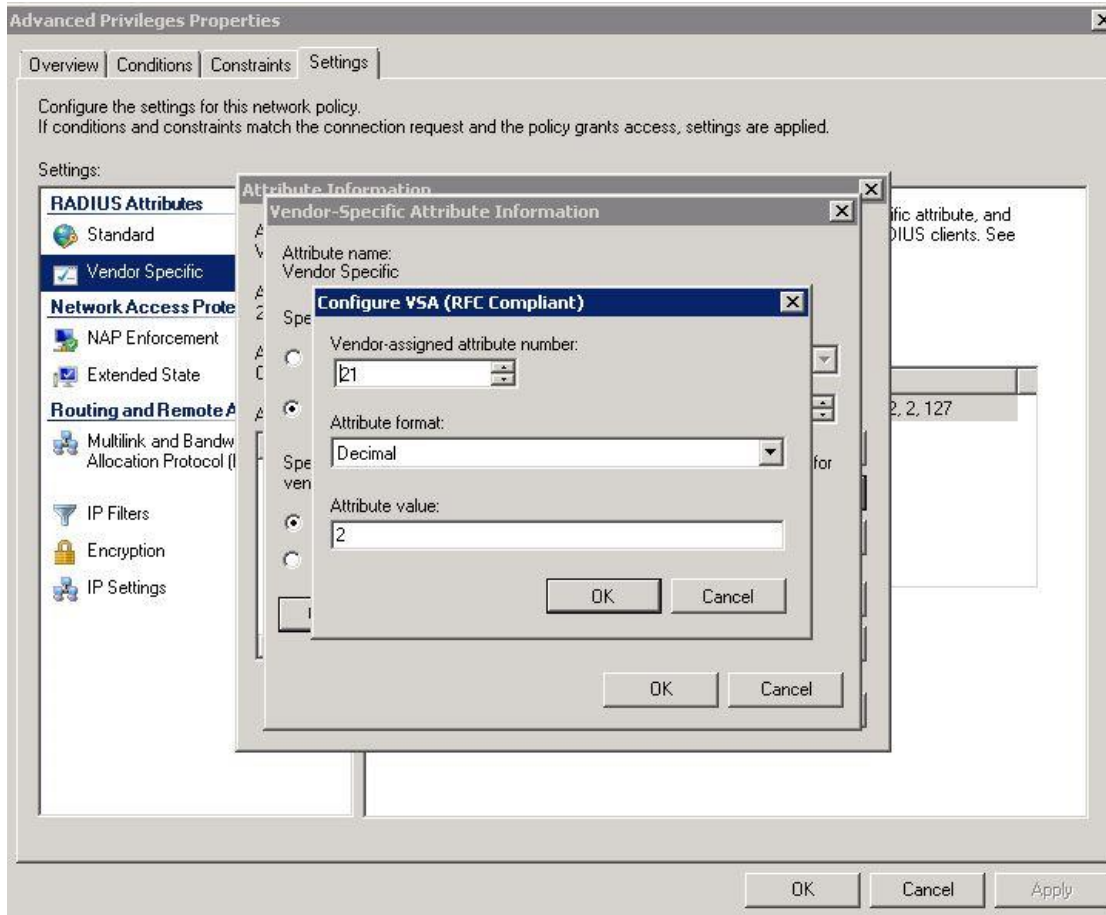 Advanced Privileges Properties
Overview
Conditions
Constraints
Settings
Configure the settings for this network policy.
If conditions and constraints match the connection request and the policy grants access, settings are applied.
Settings:
RADIUS Attributes
Standard
Vendor Specific
Network Access Prote
NAP Enforcement
Extended State
Routing and Remote A
Multilink and Bandw
Allocation Protocol (
IP Filters
Encryption
IP Settings
Attribute Information
Vendor-Specific Attribute Information
Attribute name:
Vendor Specific
Spe
Spe
ven
for
Configure VSA (RFC Compliant)
Vendor-assigned attribute number:
21
Attribute format:
Decimal
Attribute value:
2
OK
Cancel
OK
Cancel
ific attribute, and
DIUS clients. See
2, 2, 127
OK
Cancel
Apply